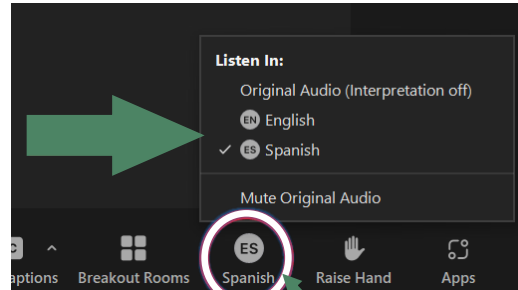 Listen In:
Original Audio (Interpretation off)
EN English
ES Spanish
Mute Original Audio
ES
aptions Breakout Rooms Spanish Raise Hand Apps